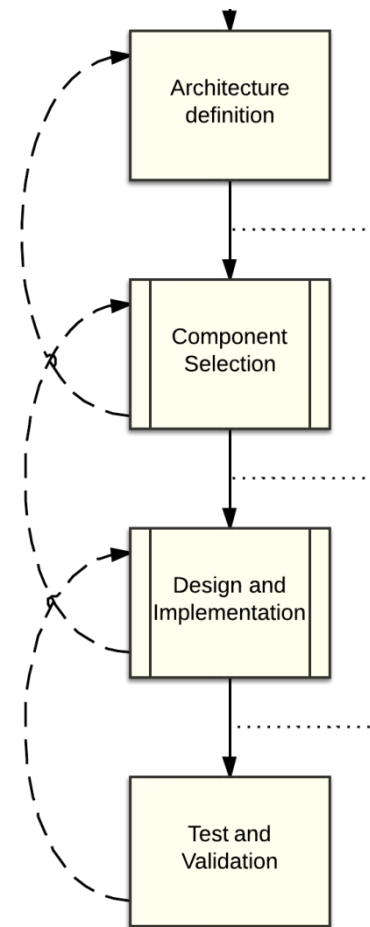 Architecture
definition
Component
Selection
Design and
Implementation
Test and
Validation